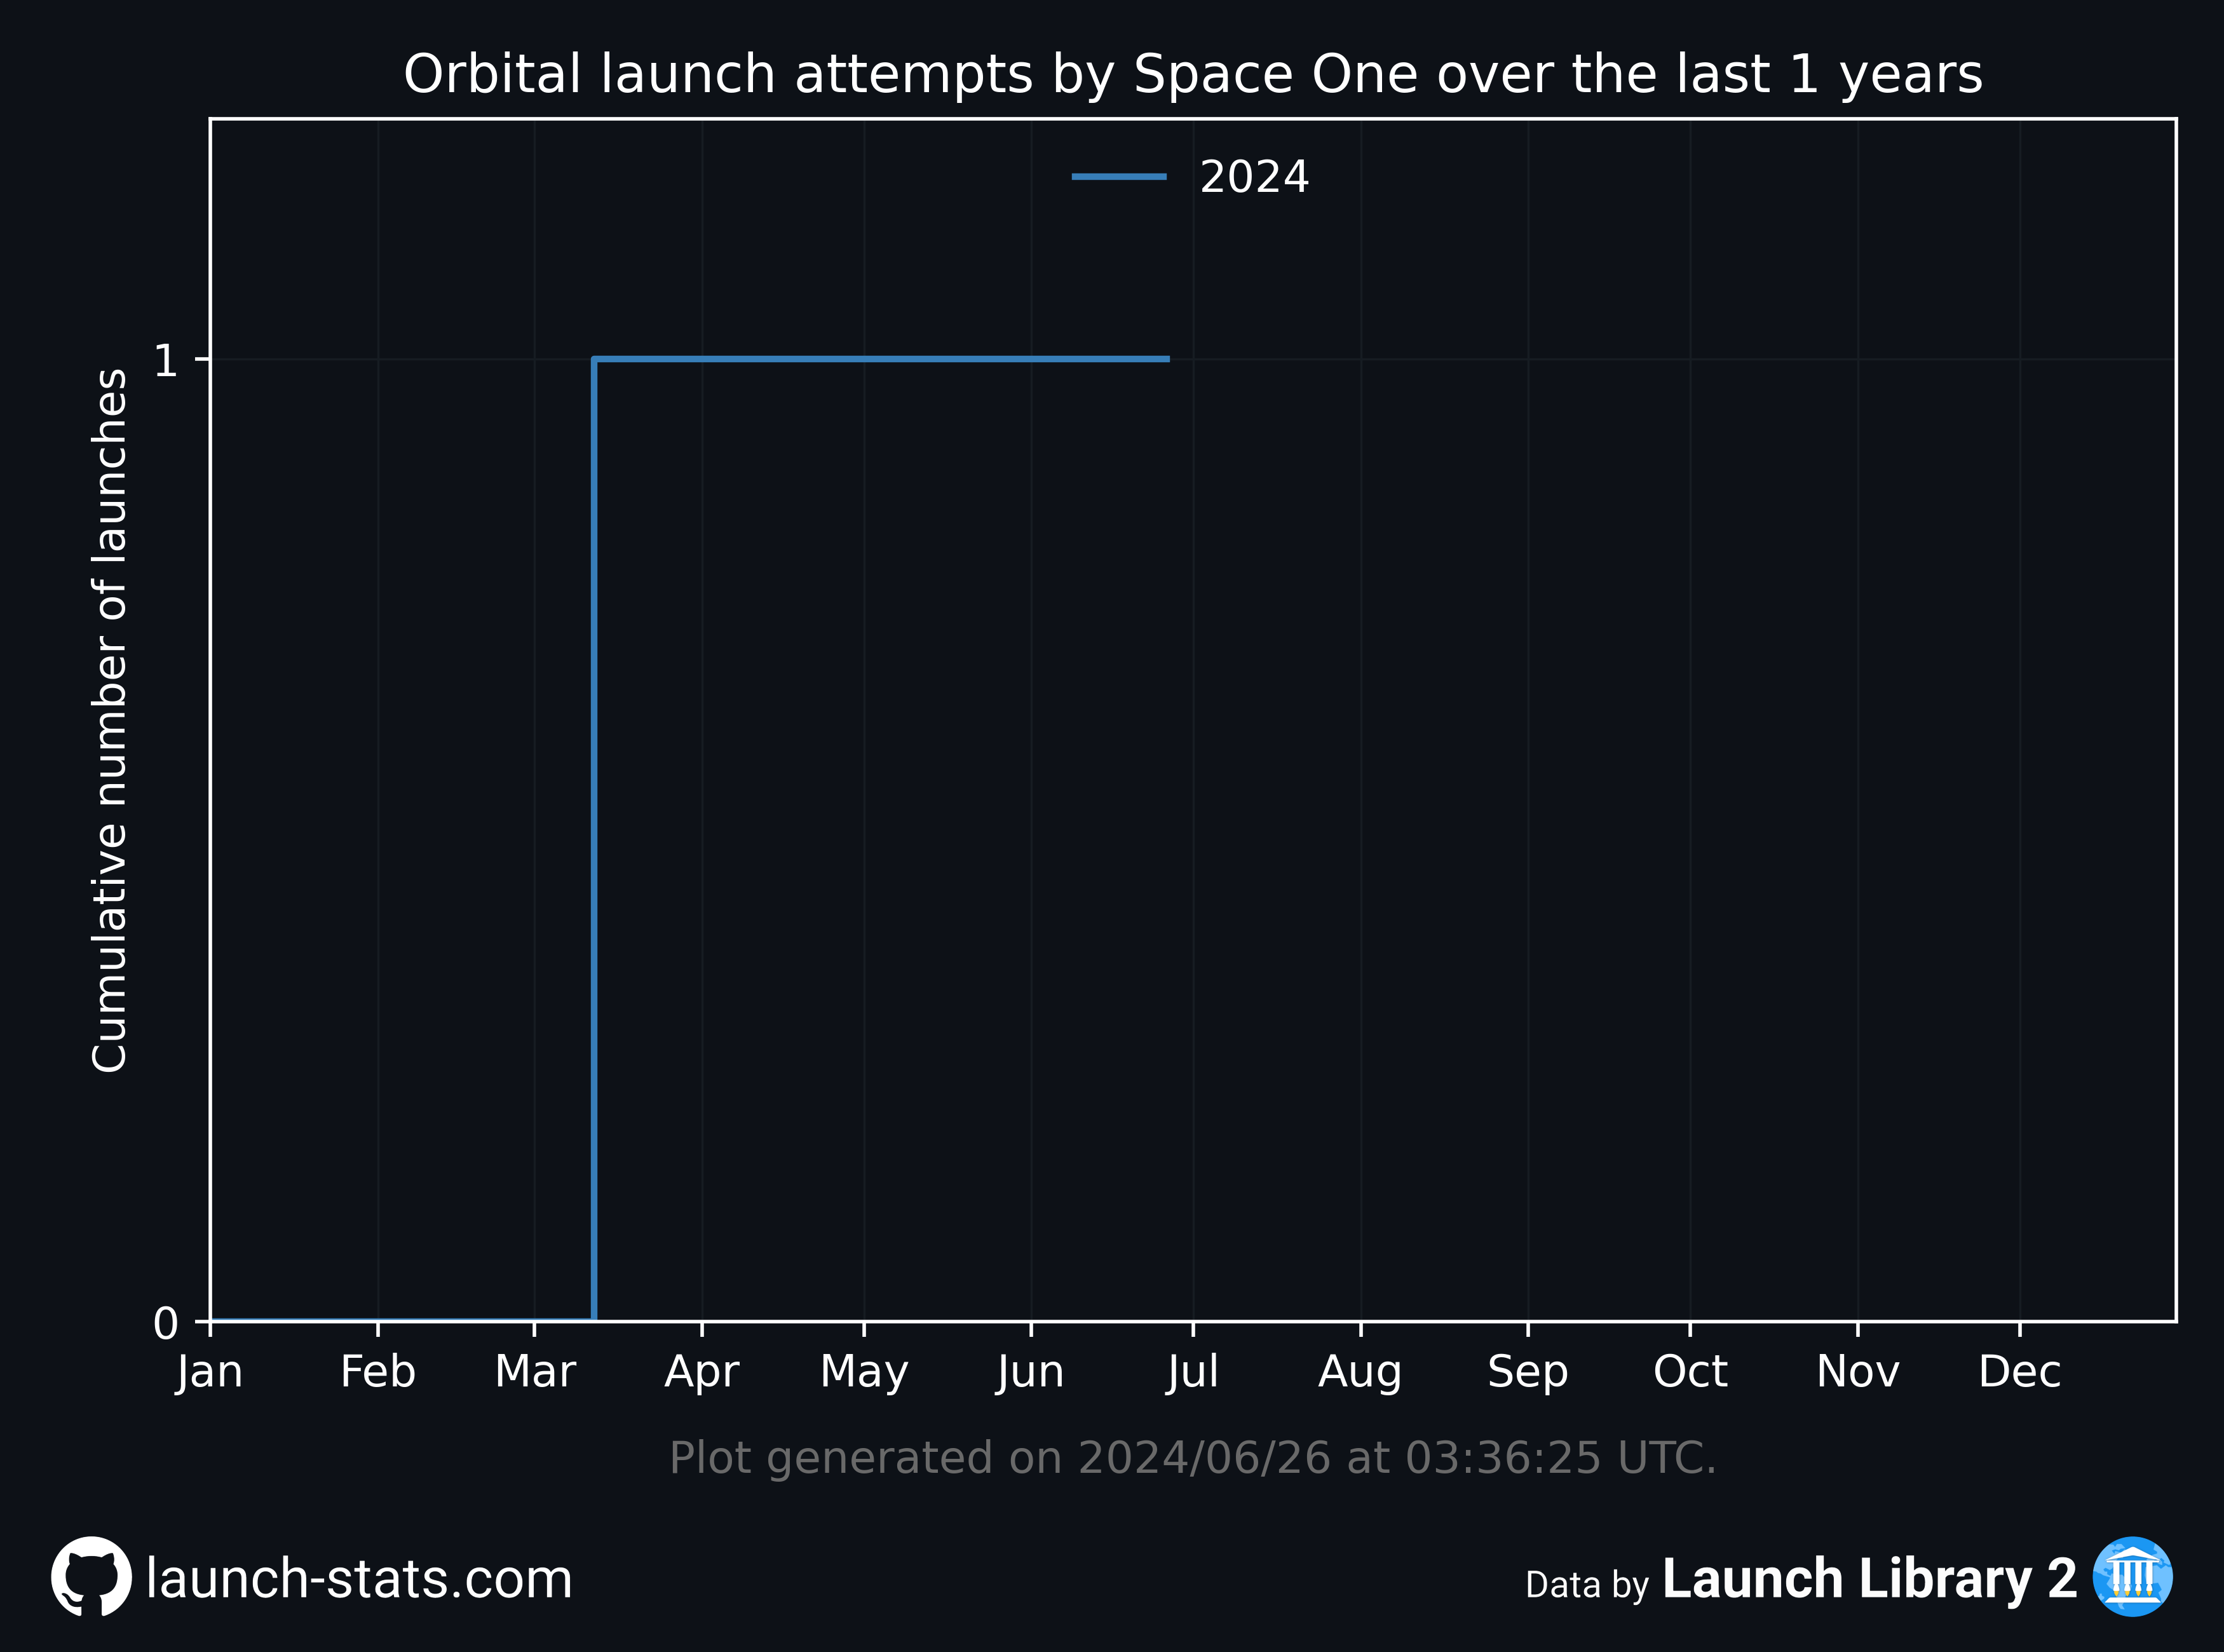 Orbital launch attempts by Space One over the last 1 years
2024
Cumulative number of launches
1
0
Jan Feb Mar Apr May Jun Jul Aug Sep Oct Nov Dec
Plot generated on 2024/06/26 at 03:36:25 UTC.
launch-stats.com
Data by Launch Library 2